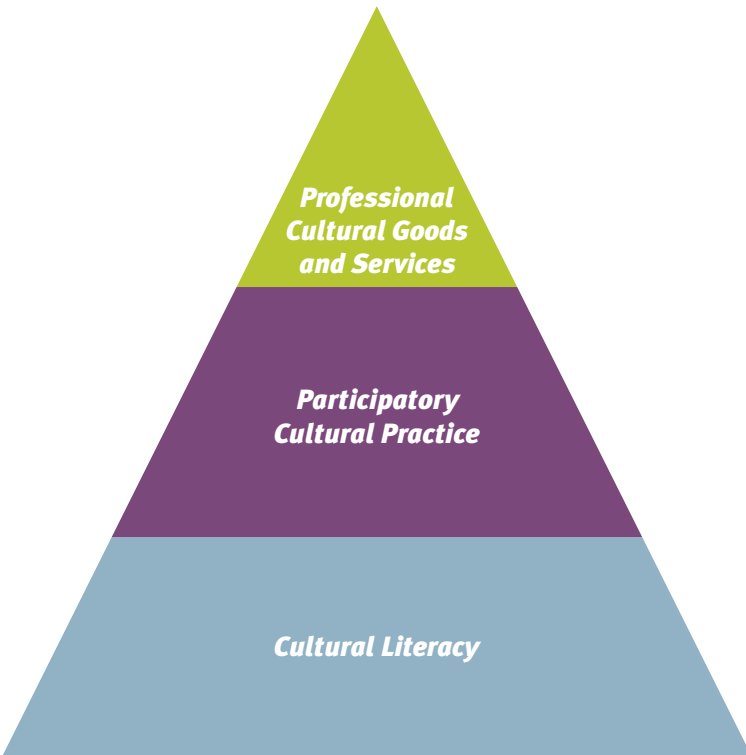 Professional
Cultural Goods
and Services
Participatory
Cultural Practice
Cultural Literacy